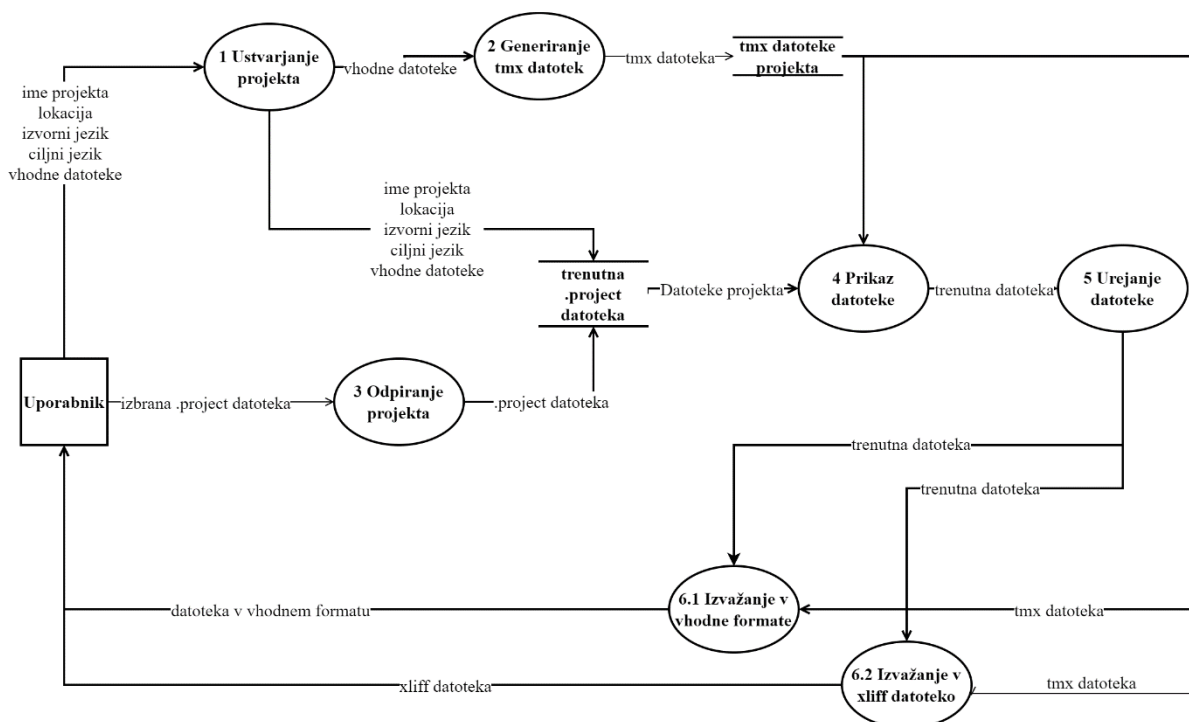 1 Ustvarjanje
projekta
vhodne datoteke
2 Generiranje
tmx datotek
tmx datoteka
tmx datoteke
projekta
ime projekta
lokacija
izvorni jezik
ciljni jezik
vhodne datoteke
ime projekta
lokacija
izvorni jezik
ciljni jezik
vhodne datoteke
trenutna
.project
datoteka
Datoteke projekta
4 Prikaz
datoteke
trenutna datoteka
5 Urejanje
datoteke
Uporabnik
izbrana .project datoteka
3 Odpiranje
projekta
.project datoteka
trenutna datoteka
trenutna datoteka
datoteka v vhodnem formatu
6.1 Izvažanje v
vhodne formate
tmx datoteka
xliff datoteka
6.2 Izvažanje v
xliff datoteko
tmx datoteka